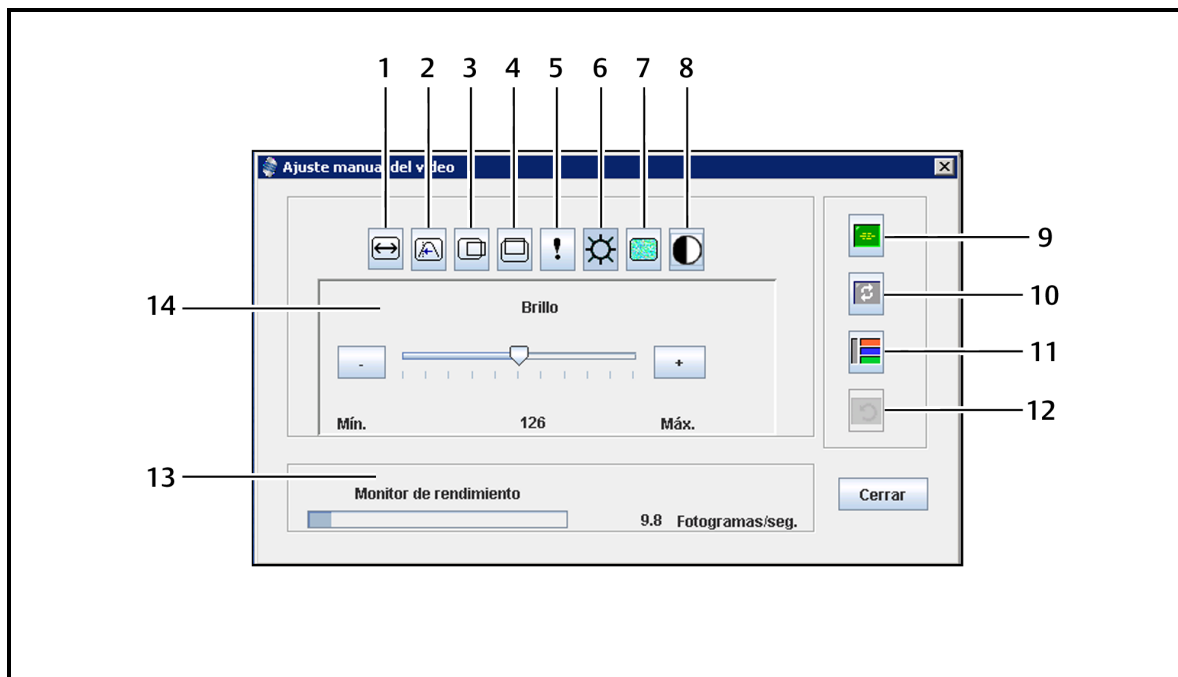 1 2 3 4 5 6 7 8
Ajuste manual del vídeo
9
10
11
12
14
Brillo
- +
Mín. 126 Máx.
13
Monitor de rendimiento
9.8 Fotogramas/seg.
Cerrar